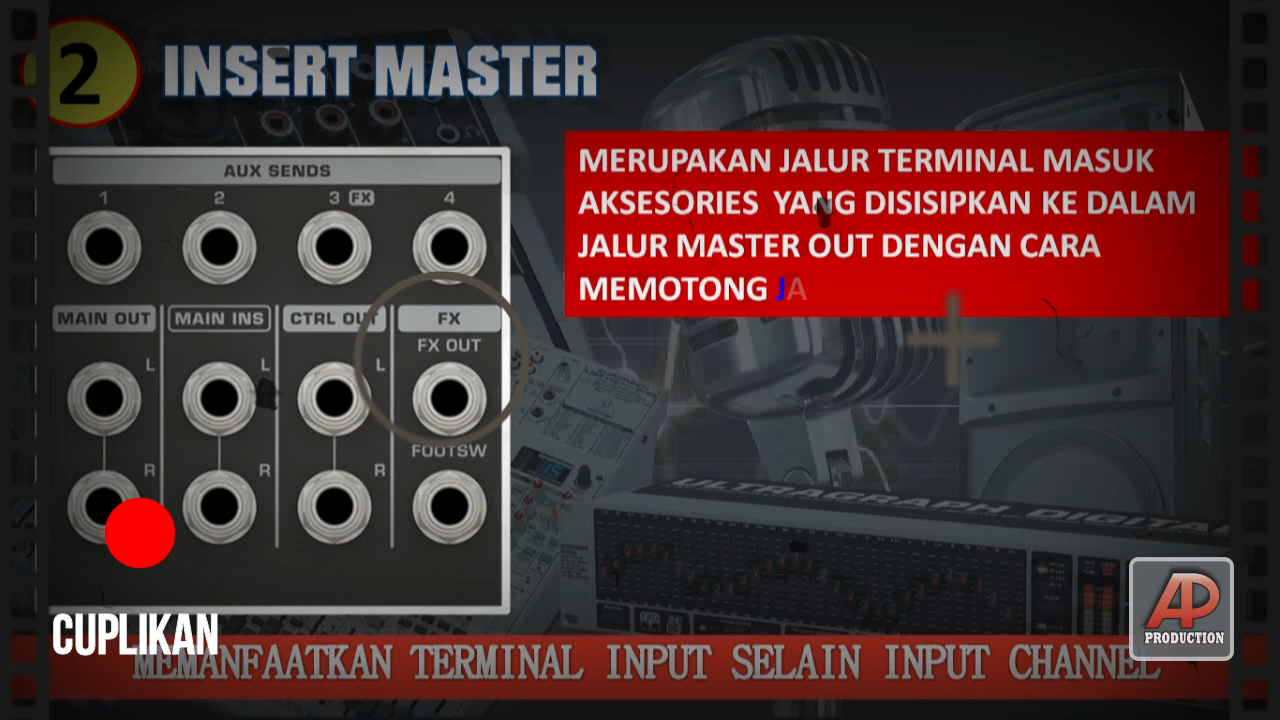 2 INSERT MASTER
MERUPAKAN JALUR TERMINAL MASUK
AKSESORIES YANG DISISIPKAN KE DALAM
JALUR MASTER OUT DENGAN CARA
MEMOTONG JA
AUX SENDS
1 2 3 FX 4
MAIN OUT MAIN INS CTRL OUT FX
FX OUT
L L L
FOOTSW
R R R
ULTRAGRAPH DIGITAL
CUPLIKAN
MEMANFAATKAN TERMINAL INPUT SELAIN INPUT CHANNEL
AP
PRODUCTION